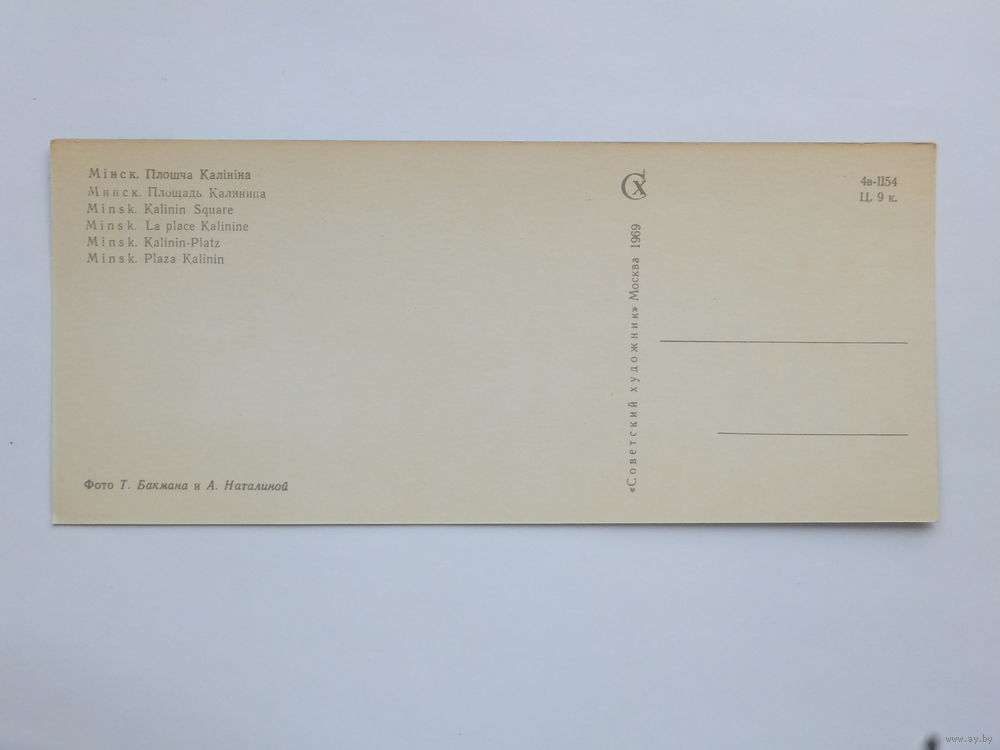 Мінск. Плошча Калініна
Минск. Площадь Калинина
Minsk. Kalinin Square
Minsk. La place Kalinine
Minsk. Kalinin-Platz
Minsk. Plaza Kalinin
Фото Т. Бакмана и А. Наталиной
СХ
«Советский художник» Москва 1969
4в-1154
Ц. 9 к.
www.ay.by